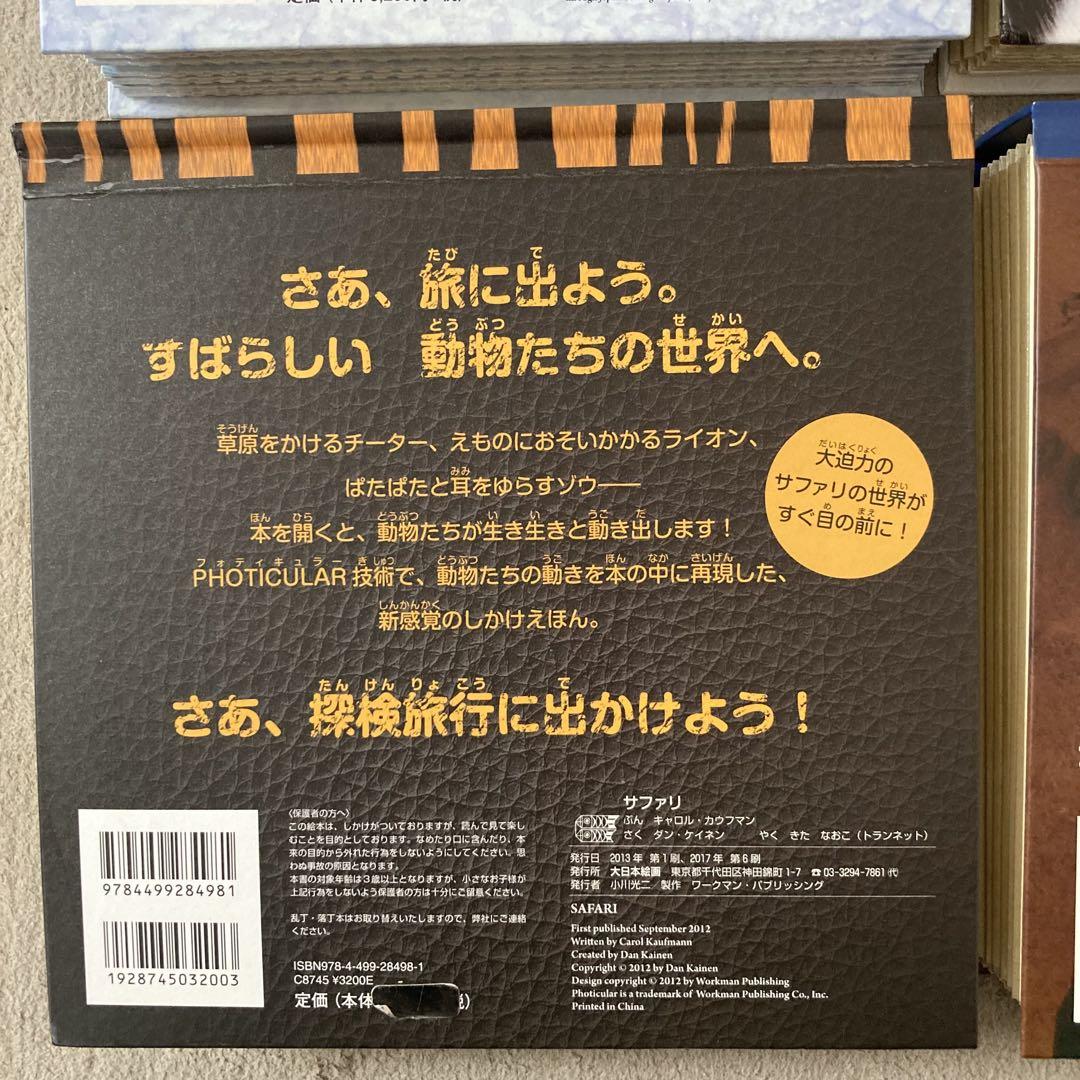 さあ、旅に出よう。
すばらしい 動物たちの世界へ。
草原をかけるチーター、えものにおそいかかるライオン、
ぱたぱたと耳をゆらすゾウ──
本を開くと、動物たちが生き生きと動き出します！
PHOTICULAR 技術で、動物たちの動きを本の中に再現した、
新感覚のしかけえほん。
大迫力の
サファリの世界が
すぐ目の前に！
さあ、探検旅行に出かけよう！
9784499284981
1928745032003
〈保護者の方へ〉
この絵本は、しかけがついておりますが、読んで見て楽し
むことを目的としております。なめたり口に含んだり、本
来の目的から外れた行為をしないようにしてください。思
わぬ事故の原因となります。
本書の対象年齢は3歳以上となりますが、小さなお子様が
上記行為をしないよう保護者の方は十分にご留意ください。
乱丁・落丁本はお取り替えいたしますので、弊社にご連絡
ください。
ISBN978-4-499-28498-1
C8745 ¥3200E
定価（本体
サファリ
ぶん キャロル・カウフマン
さく ダン・ケイネン やく きた なおこ（トランネット）
発行日 2013年 第1刷、2017年 第6刷
発行所 大日本絵画 東京都千代田区神田錦町1-7 ☎03-3294-7861㈹
発行者 小川光二 製作 ワークマン・パブリッシング
SAFARI
First published September 2012
Written by Carol Kaufmann
Created by Dan Kainen
Copyright © 2012 by Dan Kainen
Design copyright © 2012 by Workman Publishing
Photicular is a trademark of Workman Publishing Co., Inc.
Printed in China